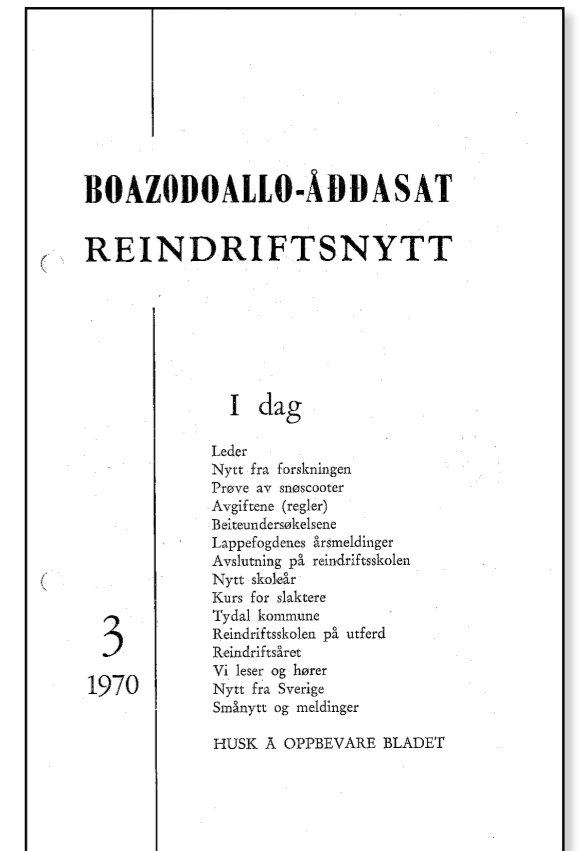 BOAZODOALLO-ÅĐĐASAT
REINDRIFTSNYTT
I dag
Leder
Nytt fra forskningen
Prøve av snøscooter
Avgiftene (regler)
Beiteundersøkelsene
Lappefogdenes årsmeldinger
Avslutning på reindriftsskolen
Nytt skoleår
Kurs for slaktere
Tydal kommune
Reindriftsskolen på utferd
Reindriftsåret
Vi leser og hører
Nytt fra Sverige
Smånytt og meldinger
HUSK Å OPPBEVARE BLADET
3
1970